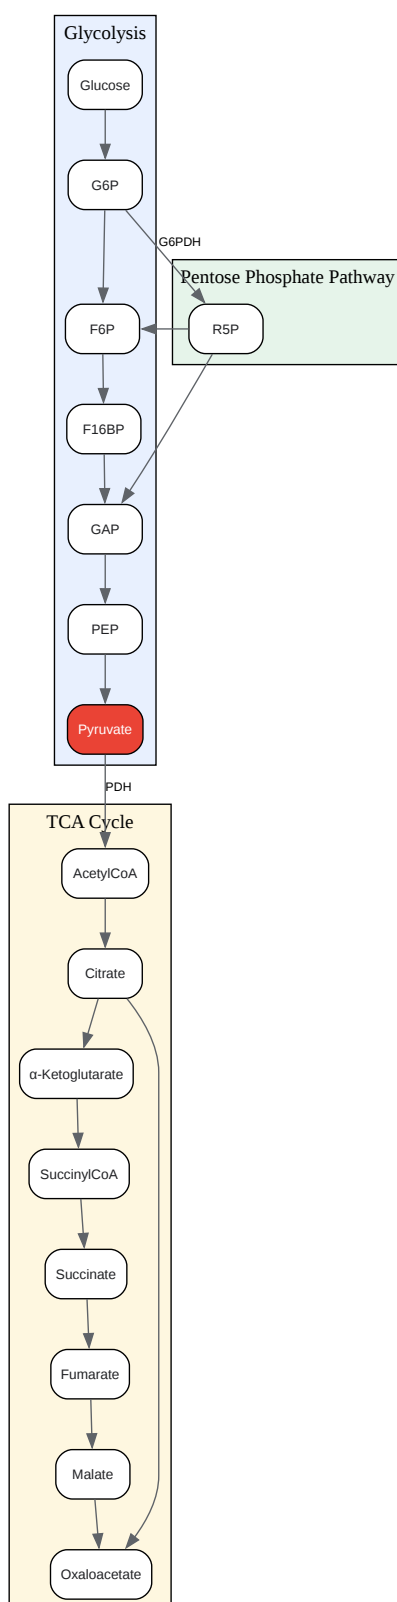 Glycolysis
Glucose
G6P
G6PDH
Pentose Phosphate Pathway
F6P
R5P
F16BP
GAP
PEP
Pyruvate
PDH
TCA Cycle
AcetylCoA
Citrate
α-Ketoglutarate
SuccinylCoA
Succinate
Fumarate
Malate
Oxaloacetate